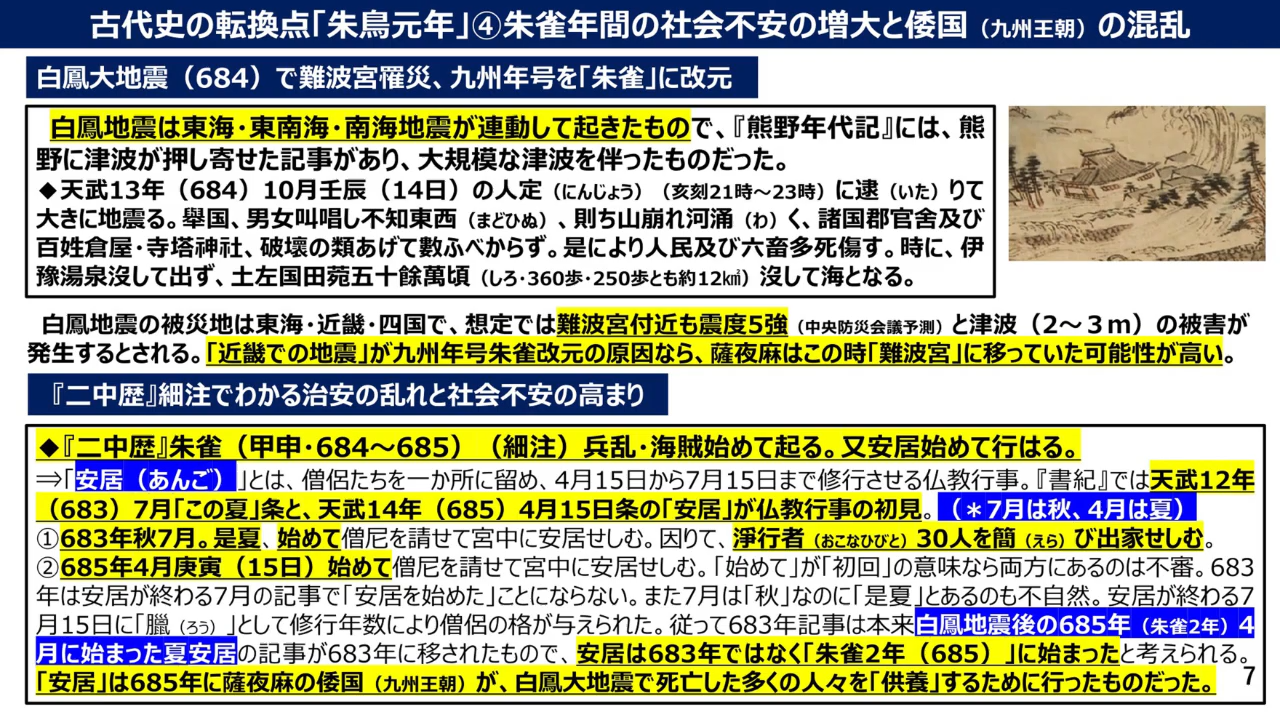 古代史の転換点「朱鳥元年」④朱雀年間の社会不安の増大と倭国（九州王朝）の混乱
白鳳大地震（684）で難波宮罹災、九州年号を「朱雀」に改元
白鳳地震は東海・東南海・南海地震が連動して起きたもので、『熊野年代記』には、熊
野に津波が押し寄せた記事があり、大規模な津波を伴ったものだった。
◆天武13年（684）10月壬辰（14日）の人定（にんじょう）（亥刻21時～23時）に逮（いた）りて
大きに地震る。舉国、男女叫唱し不知東西（まどひぬ）、則ち山崩れ河涌（わ）く、諸国郡官舎及び
百姓倉屋・寺塔神社、破壊の類あげて數ふべからず。是により人民及び六畜多死傷す。時に、伊
豫湯泉沒して出ず、土左国田菀五十餘萬頃（しろ・360歩・250歩とも約12㎢）沒して海となる。
白鳳地震の被災地は東海・近畿・四国で、想定では難波宮付近も震度5強（中央防災会議予測）と津波（2～３ｍ）の被害が
発生するとされる。「近畿での地震」が九州年号朱雀改元の原因なら、薩夜麻はこの時「難波宮」に移っていた可能性が高い。
『二中歴』細注でわかる治安の乱れと社会不安の高まり
◆『二中歴』朱雀（甲申・684～685）（細注）兵乱・海賊始めて起る。又安居始めて行はる。
⇒「安居（あんご）」とは、僧侶たちを一か所に留め、4月15日から7月15日まで修行させる仏教行事。『書紀』では天武12年
（683）7月「この夏」条と、天武14年（685）4月15日条の「安居」が仏教行事の初見。（＊7月は秋、4月は夏）
①683年秋7月。是夏、始めて僧尼を請せて宮中に安居せしむ。因りて、淨行者（おこなひびと）30人を簡（えら）び出家せしむ。
②685年4月庚寅（15日）始めて僧尼を請せて宮中に安居せしむ。「始めて」が「初回」の意味なら両方にあるのは不審。683
年は安居が終わる7月の記事で「安居を始めた」ことにならない。また7月は「秋」なのに「是夏」とあるのも不自然。安居が終わる7
月15日に「臘（ろう）」として修行年数により僧侶の格が与えられた。従って683年記事は本来白鳳地震後の685年（朱雀2年）4
月に始まった夏安居の記事が683年に移されたもので、安居は683年ではなく「朱雀2年（685）」に始まったと考えられる。
「安居」は685年に薩夜麻の倭国（九州王朝）が、白鳳大地震で死亡した多くの人々を「供養」するために行ったものだった。
7